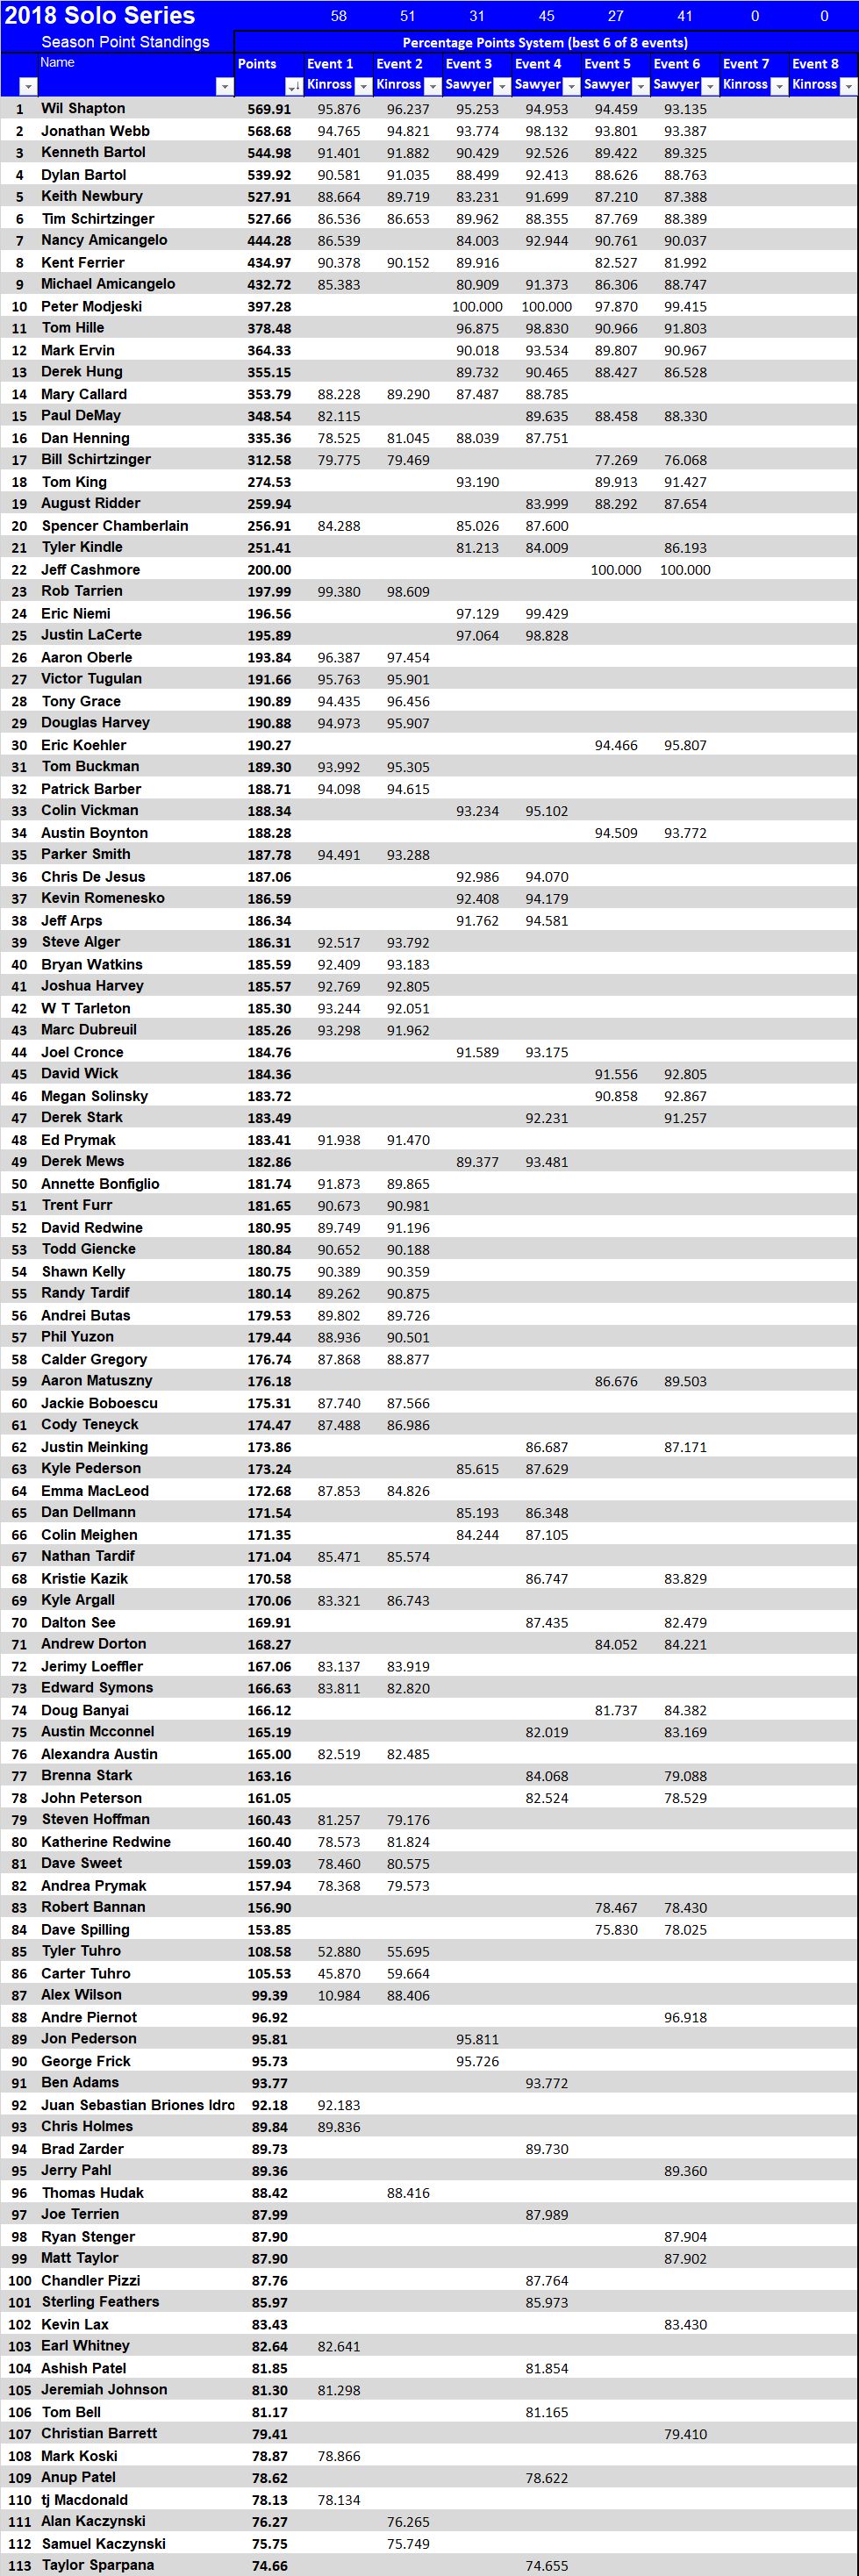 2018 Solo Series 58 51 31 45 27 41 0 0
Season Point Standings Percentage Points System (best 6 of 8 events)
Name Points Event 1 Event 2 Event 3 Event 4 Event 5 Event 6 Event 7 Event 8
Kinross Kinross Sawyer Sawyer Sawyer Sawyer Kinross Kinross
1 Wil Shapton 569.91 95.876 96.237 95.253 94.953 94.459 93.135
2 Jonathan Webb 568.68 94.765 94.821 93.774 98.132 93.801 93.387
3 Kenneth Bartol 544.98 91.401 91.882 90.429 92.526 89.422 89.325
4 Dylan Bartol 539.92 90.581 91.035 88.499 92.413 88.626 88.763
5 Keith Newbury 527.91 88.664 89.719 83.231 91.699 87.210 87.388
6 Tim Schirtzinger 527.66 86.536 86.653 89.962 88.355 87.769 88.389
7 Nancy Amicangelo 444.28 86.539 84.003 92.944 90.761 90.037
8 Kent Ferrier 434.97 90.378 90.152 89.916 82.527 81.992
9 Michael Amicangelo 432.72 85.383 80.909 91.373 86.306 88.747
10 Peter Modjeski 397.28 100.000 100.000 97.870 99.415
11 Tom Hille 378.48 96.875 98.830 90.966 91.803
12 Mark Ervin 364.33 90.018 93.534 89.807 90.967
13 Derek Hung 355.15 89.732 90.465 88.427 86.528
14 Mary Callard 353.79 88.228 89.290 87.487 88.785
15 Paul DeMay 348.54 82.115 89.635 88.458 88.330
16 Dan Henning 335.36 78.525 81.045 88.039 87.751
17 Bill Schirtzinger 312.58 79.775 79.469 77.269 76.068
18 Tom King 274.53 93.190 89.913 91.427
19 August Ridder 259.94 83.999 88.292 87.654
20 Spencer Chamberlain 256.91 84.288 85.026 87.600
21 Tyler Kindle 251.41 81.213 84.009 86.193
22 Jeff Cashmore 200.00 100.000 100.000
23 Rob Tarrien 197.99 99.380 98.609
24 Eric Niemi 196.56 97.129 99.429
25 Justin LaCerte 195.89 97.064 98.828
26 Aaron Oberle 193.84 96.387 97.454
27 Victor Tugulan 191.66 95.763 95.901
28 Tony Grace 190.89 94.435 96.456
29 Douglas Harvey 190.88 94.973 95.907
30 Eric Koehler 190.27 94.466 95.807
31 Tom Buckman 189.30 93.992 95.305
32 Patrick Barber 188.71 94.098 94.615
33 Colin Vickman 188.34 93.234 95.102
34 Austin Boynton 188.28 94.509 93.772
35 Parker Smith 187.78 94.491 93.288
36 Chris De Jesus 187.06 92.986 94.070
37 Kevin Romenesko 186.59 92.408 94.179
38 Jeff Arps 186.34 91.762 94.581
39 Steve Alger 186.31 92.517 93.792
40 Bryan Watkins 185.59 92.409 93.183
41 Joshua Harvey 185.57 92.769 92.805
42 W T Tarleton 185.30 93.244 92.051
43 Marc Dubreuil 185.26 93.298 91.962
44 Joel Cronce 184.76 91.589 93.175
45 David Wick 184.36 91.556 92.805
46 Megan Solinsky 183.72 90.858 92.867
47 Derek Stark 183.49 92.231 91.257
48 Ed Prymak 183.41 91.938 91.470
49 Derek Mews 182.86 89.377 93.481
50 Annette Bonfiglio 181.74 91.873 89.865
51 Trent Furr 181.65 90.673 90.981
52 David Redwine 180.95 89.749 91.196
53 Todd Giencke 180.84 90.652 90.188
54 Shawn Kelly 180.75 90.389 90.359
55 Randy Tardif 180.14 89.262 90.875
56 Andrei Butas 179.53 89.802 89.726
57 Phil Yuzon 179.44 88.936 90.501
58 Calder Gregory 176.74 87.868 88.877
59 Aaron Matuszny 176.18 86.676 89.503
60 Jackie Boboescu 175.31 87.740 87.566
61 Cody Teneyck 174.47 87.488 86.986
62 Justin Meinking 173.86 86.687 87.171
63 Kyle Pederson 173.24 85.615 87.629
64 Emma MacLeod 172.68 87.853 84.826
65 Dan Dellmann 171.54 85.193 86.348
66 Colin Meighen 171.35 84.244 87.105
67 Nathan Tardif 171.04 85.471 85.574
68 Kristie Kazik 170.58 86.747 83.829
69 Kyle Argall 170.06 83.321 86.743
70 Dalton See 169.91 87.435 82.479
71 Andrew Dorton 168.27 84.052 84.221
72 Jerimy Loeffler 167.06 83.137 83.919
73 Edward Symons 166.63 83.811 82.820
74 Doug Banyai 166.12 81.737 84.382
75 Austin Mcconnel 165.19 82.019 83.169
76 Alexandra Austin 165.00 82.519 82.485
77 Brenna Stark 163.16 84.068 79.088
78 John Peterson 161.05 82.524 78.529
79 Steven Hoffman 160.43 81.257 79.176
80 Katherine Redwine 160.40 78.573 81.824
81 Dave Sweet 159.03 78.460 80.575
82 Andrea Prymak 157.94 78.368 79.573
83 Robert Bannan 156.90 78.467 78.430
84 Dave Spilling 153.85 75.830 78.025
85 Tyler Tuhro 108.58 52.880 55.695
86 Carter Tuhro 105.53 45.870 59.664
87 Alex Wilson 99.39 10.984 88.406
88 Andre Piernot 96.92 96.918
89 Jon Pederson 95.81 95.811
90 George Frick 95.73 95.726
91 Ben Adams 93.77 93.772
92 Juan Sebastian Briones Idro 92.18 92.183
93 Chris Holmes 89.84 89.836
94 Brad Zarder 89.73 89.730
95 Jerry Pahl 89.36 89.360
96 Thomas Hudak 88.42 88.416
97 Joe Terrien 87.99 87.989
98 Ryan Stenger 87.90 87.904
99 Matt Taylor 87.90 87.902
100 Chandler Pizzi 87.76 87.764
101 Sterling Feathers 85.97 85.973
102 Kevin Lax 83.43 83.430
103 Earl Whitney 82.64 82.641
104 Ashish Patel 81.85 81.854
105 Jeremiah Johnson 81.30 81.298
106 Tom Bell 81.17 81.165
107 Christian Barrett 79.41 79.410
108 Mark Koski 78.87 78.866
109 Anup Patel 78.62 78.622
110 tj Macdonald 78.13 78.134
111 Alan Kaczynski 76.27 76.265
112 Samuel Kaczynski 75.75 75.749
113 Taylor Sparpana 74.66 74.655